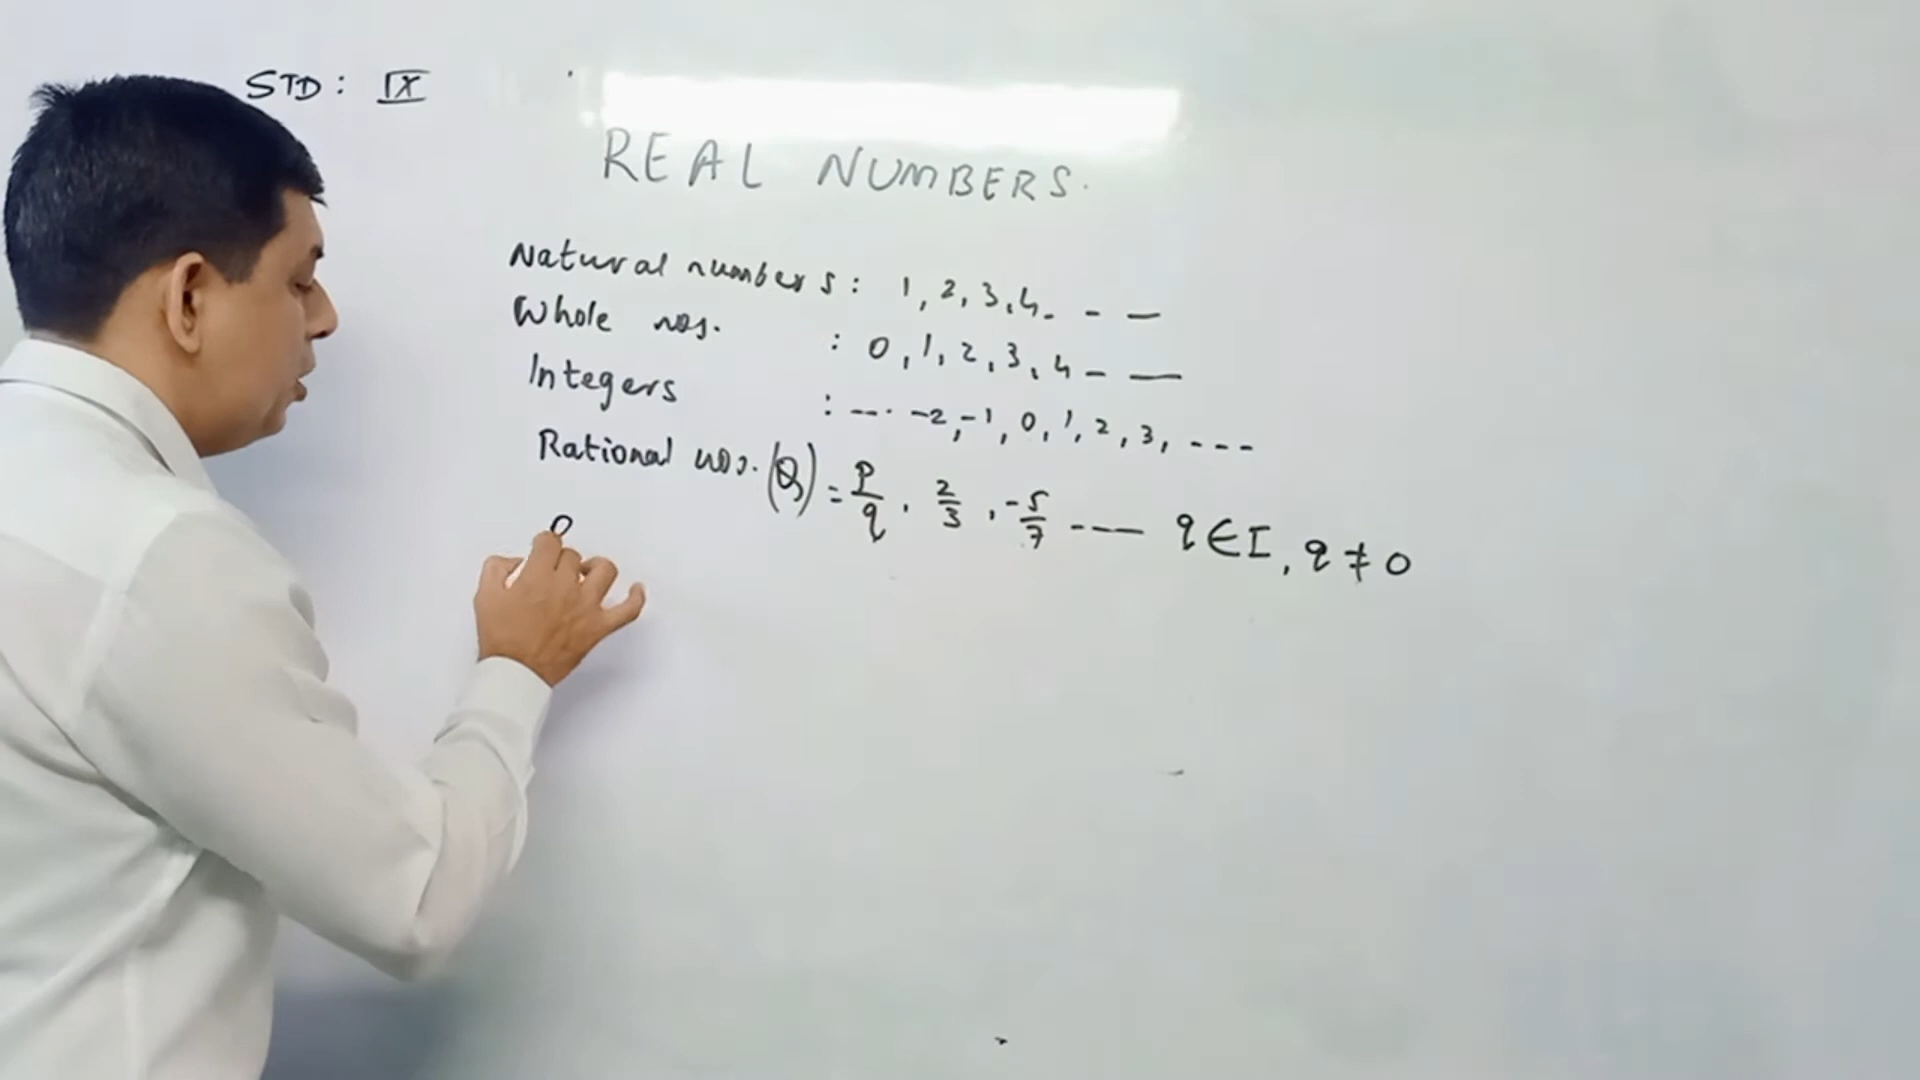 STD: IX
REAL NUMBERS.
Natural numbers: 1, 2, 3, 4. - —
Whole nos. : 0, 1, 2, 3, 4 - —
Integers : --. -2, -1, 0, 1, 2, 3, ---
Rational nos. (Q) = p/q, 2/3, -5/7 --- q ∈ I, q ≠ 0